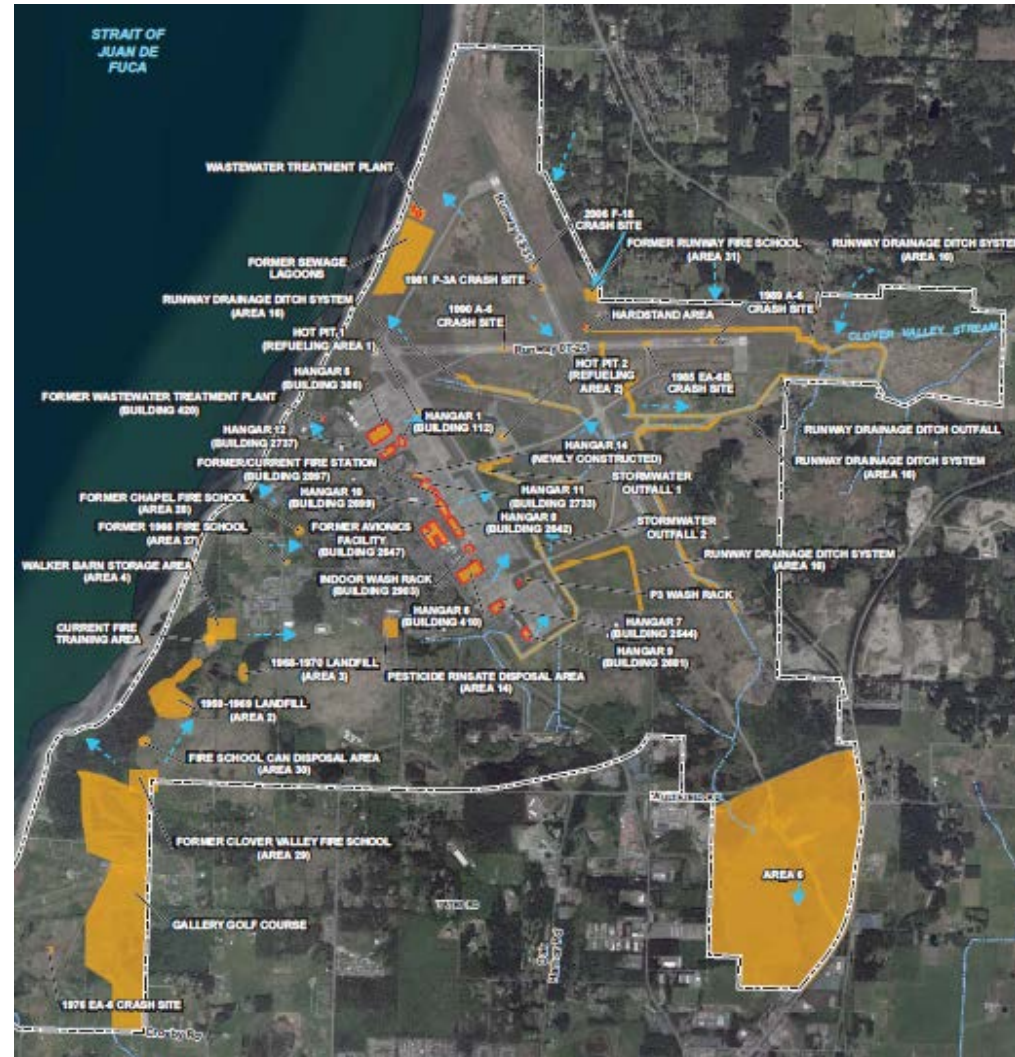 STRAIT OF
JUAN DE
FUCA
WASTEWATER TREATMENT PLANT
2006 F-18
CRASH SITE
FORMER RUNWAY FIRE SCHOOL
(AREA 31)
RUNWAY DRAINAGE DITCH SYSTEM
(AREA 16)
FORMER SEWAGE
LAGOONS
1981 P-3A CRASH SITE
RUNWAY DRAINAGE DITCH SYSTEM
(AREA 16)
1990 A-6
CRASH SITE
HARDSTAND AREA
1989 A-6
CRASH SITE
CLOVER VALLEY STREAM
HOT PIT 1
(REFUELING AREA 1)
Runway 07-25
HOT PIT 2
(REFUELING
AREA 2)
1985 EA-6B
CRASH SITE
HANGAR 5
(BUILDING 386)
FORMER WASTEWATER TREATMENT PLANT
(BUILDING 420)
HANGAR 1
(BUILDING 112)
HANGAR 12
(BUILDING 2737)
HANGAR 14
(NEWLY CONSTRUCTED)
RUNWAY DRAINAGE DITCH OUTFALL
FORMER/CURRENT FIRE STATION
(BUILDING 2897)
RUNWAY DRAINAGE DITCH SYSTEM
(AREA 16)
HANGAR 10
(BUILDING 2699)
HANGAR 11
(BUILDING 2733)
STORMWATER
OUTFALL 1
FORMER CHAPEL FIRE SCHOOL
(AREA 28)
FORMER 1966 FIRE SCHOOL
(AREA 27)
FORMER AVIONICS
FACILITY
(BUILDING 2547)
HANGAR 8
(BUILDING 2642)
STORMWATER
OUTFALL 2
WALKER BARN STORAGE AREA
(AREA 4)
INDOOR WASH RACK
(BUILDING 2903)
RUNWAY DRAINAGE DITCH SYSTEM
(AREA 16)
P3 WASH RACK
CURRENT FIRE
TRAINING AREA
HANGAR 6
(BUILDING 410)
HANGAR 7
(BUILDING 2544)
HANGAR 9
(BUILDING 2681)
1968-1970 LANDFILL
(AREA 3)
PESTICIDE RINSATE DISPOSAL AREA
(AREA 14)
1959-1969 LANDFILL
(AREA 2)
FIRE SCHOOL CAN DISPOSAL AREA
(AREA 30)
FORMER CLOVER VALLEY FIRE SCHOOL
(AREA 29)
AREA 6
GALLERY GOLF COURSE
1976 EA-6 CRASH SITE
Crosby Rd